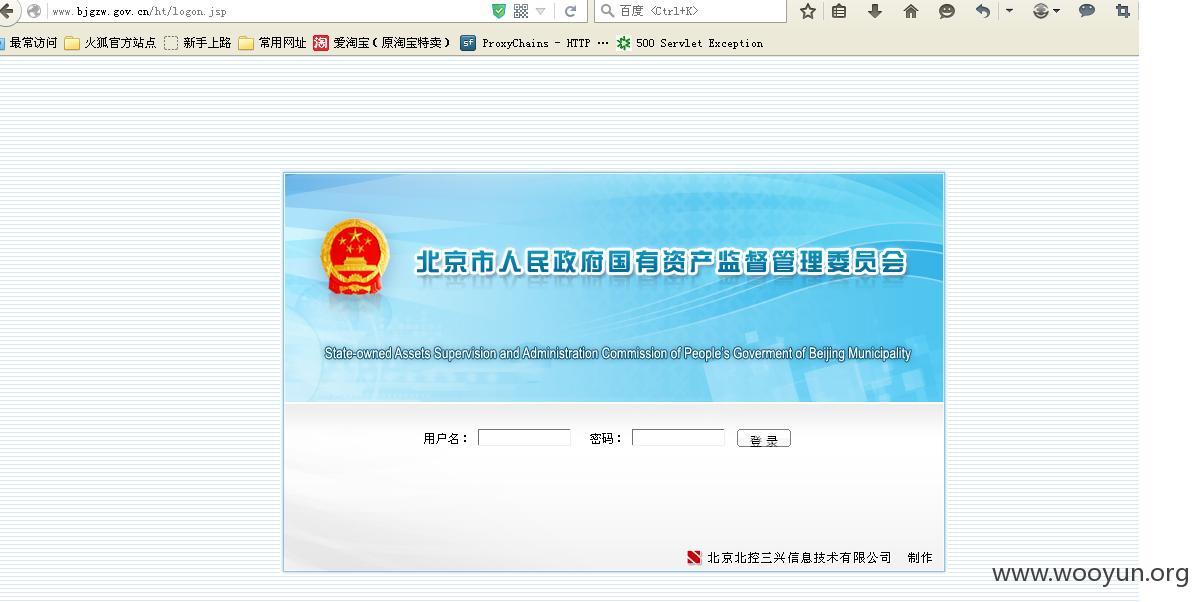 www.bjgzw.gov.cn/ht/logon.jsp
百度 <Ctrl+K>
最常访问 火狐官方站点 新手上路 常用网址 淘 爱淘宝(原淘宝特卖) sf ProxyChains - HTTP ··· 500 Servlet Exception
北京市人民政府国有资产监督管理委员会
State-owned Assets Supervision and Administration Commission of People's Goverment of Beijing Municipality
用户名： 密码： 登 录
北京北控三兴信息技术有限公司 制作
www.wooyun.org